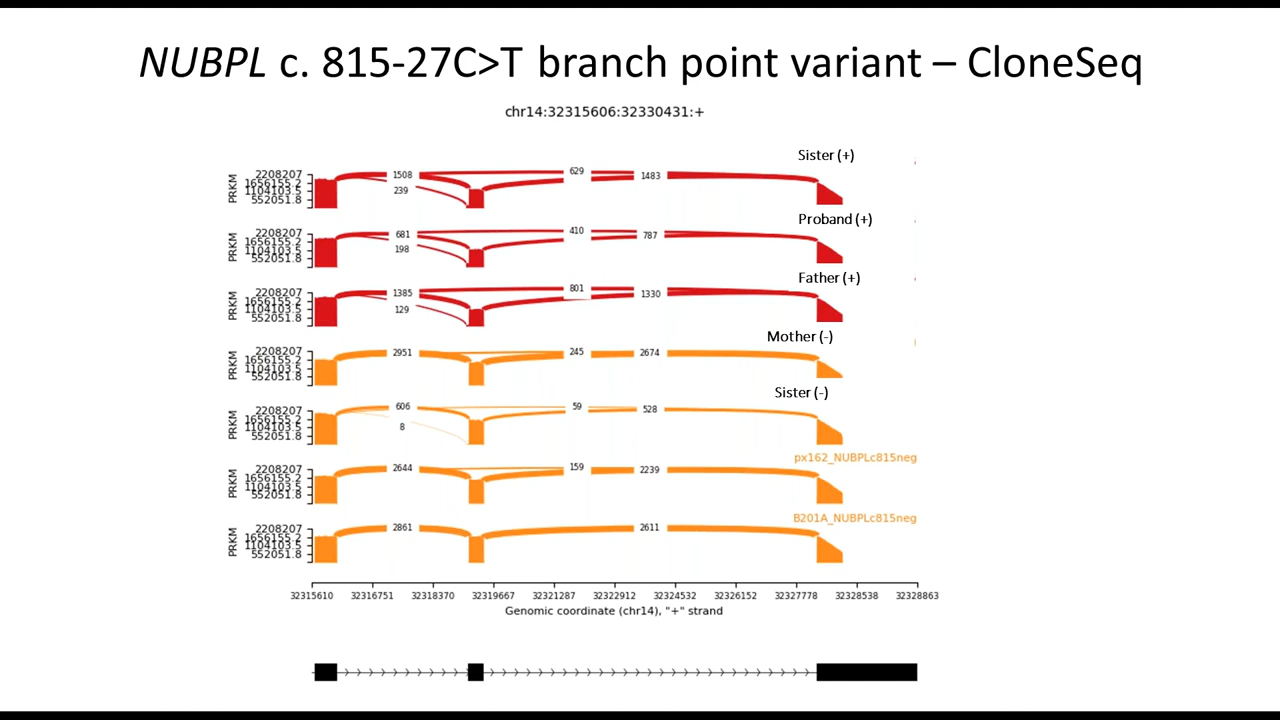 NUBPL c. 815-27C>T branch point variant – CloneSeq
chr14:32315606:32330431:+
Sister (+)
PRKM
2208207
1656155.2
1104103.5
552051.8
1508
239
629
1483
Proband (+)
PRKM
2208207
1656155.2
1104103.5
552051.8
681
198
410
787
Father (+)
PRKM
2208207
1656155.2
1104103.5
552051.8
1385
129
801
1330
Mother (-)
PRKM
2208207
1656155.2
1104103.5
552051.8
2951
245
2674
Sister (-)
PRKM
2208207
1656155.2
1104103.5
552051.8
606
8
59
528
px162_NUBPLc815neg
PRKM
2208207
1656155.2
1104103.5
552051.8
2644
159
2239
B201A_NUBPLc815neg
PRKM
2208207
1656155.2
1104103.5
552051.8
2861
2611
32315610 32316751 32318370 32319667 32321287 32322912 32324532 32326152 32327778 32328538 32328863
Genomic coordinate (chr14), "+" strand